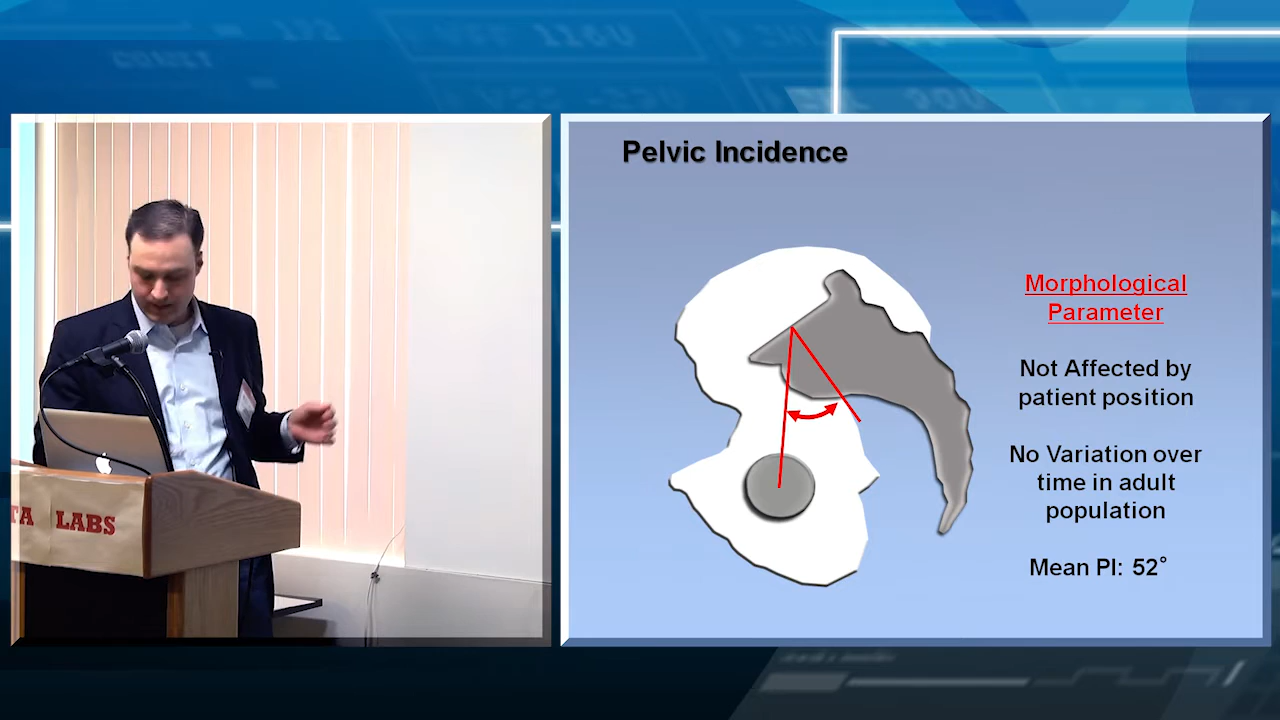 Pelvic Incidence
Morphological
Parameter
Not Affected by
patient position
No Variation over
time in adult
population
Mean PI: 52°
TA LABS